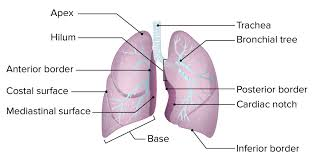 Apex
Hilum
Anterior border
Costal surface
Mediastinal surface
Base
Trachea
Bronchial tree
Posterior border
Cardiac notch
Inferior border